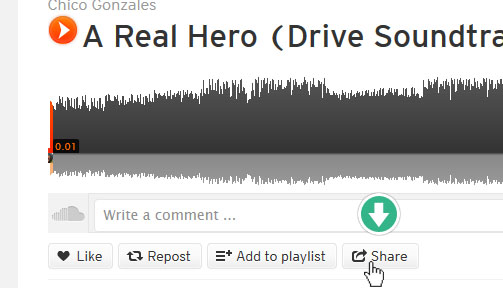 Chico Gonzales
A Real Hero (Drive Soundtra
0.01
Write a comment ...
Like Repost Add to playlist Share